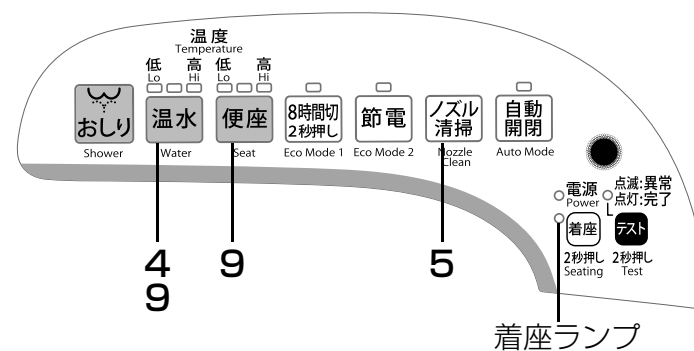 温度
Temperature
低 高 低 高
Lo Hi Lo Hi
おしり
Shower
温水
Water
便座
Seat
8時間切
2秒押し
Eco Mode 1
節電
Eco Mode 2
ノズル
清掃
Nozzle
Clean
自動
開閉
Auto Mode
電源
Power
点滅:異常
点灯:完了
着座
2秒押し
Seating
テスト
2秒押し
Test
4
9
9
5
着座ランプ